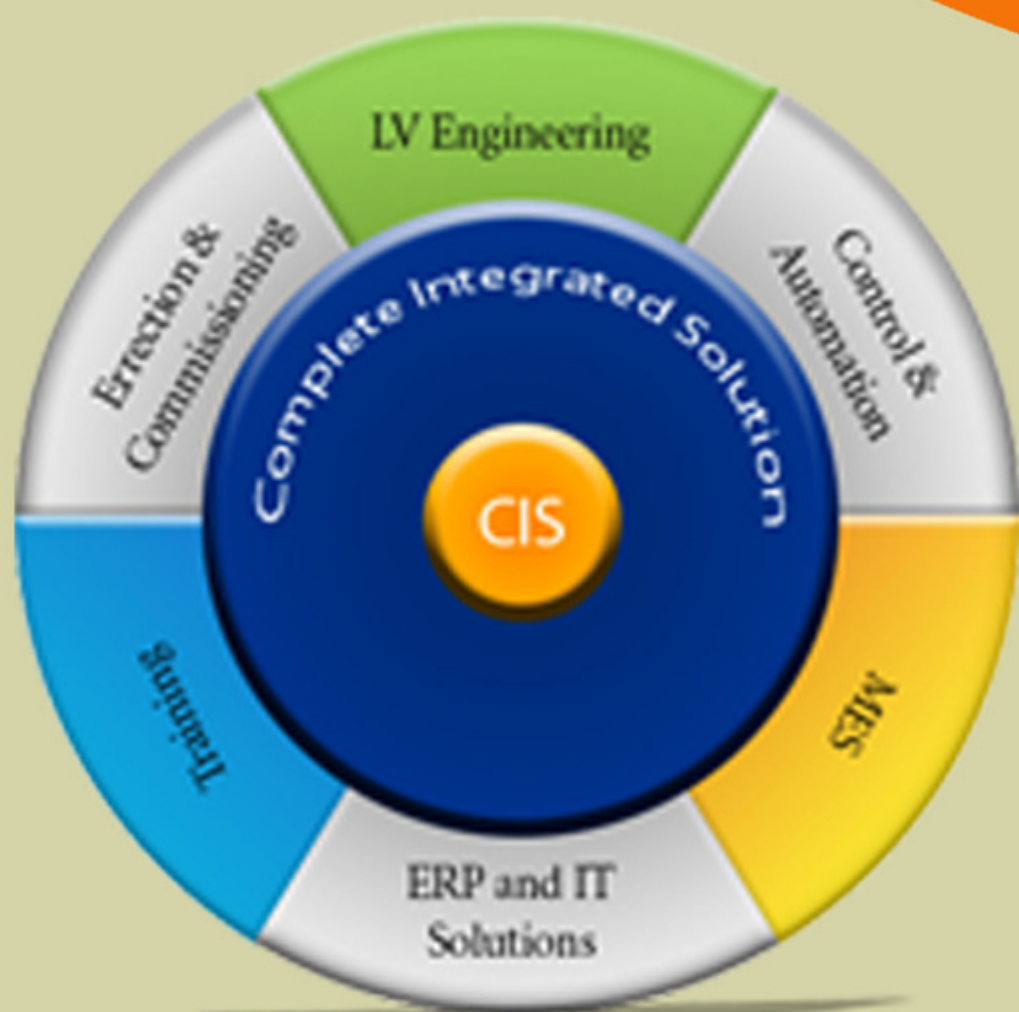 LV Engineering
Control &
Automation
MES
ERP and IT
Solutions
Training
Errection &
Commissioning
Complete Integrated Solution
CIS